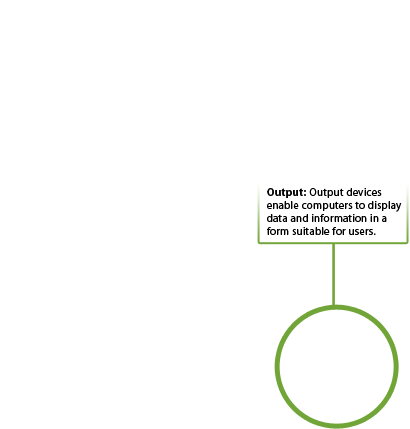 Output: Output devices
enable computers to display
data and information in a
form suitable for users.